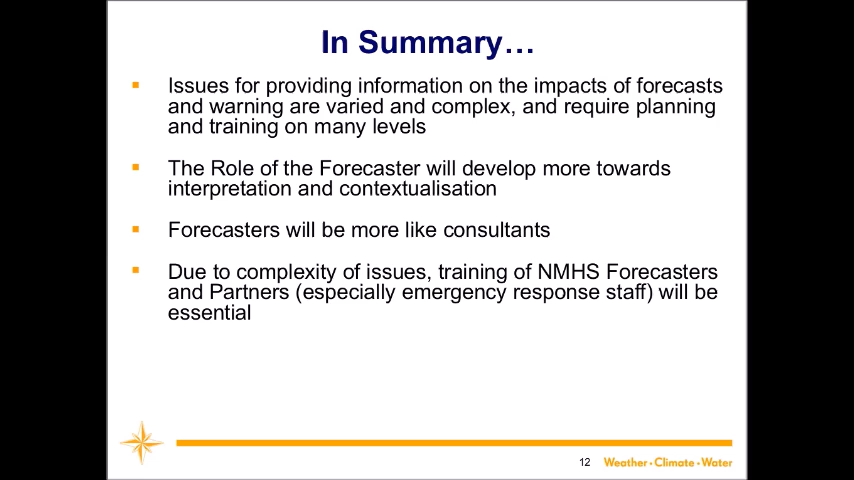 In Summary…
Issues for providing information on the impacts of forecasts
and warning are varied and complex, and require planning
and training on many levels
The Role of the Forecaster will develop more towards
interpretation and contextualisation
Forecasters will be more like consultants
Due to complexity of issues, training of NMHS Forecasters
and Partners (especially emergency response staff) will be
essential
12 Weather • Climate • Water